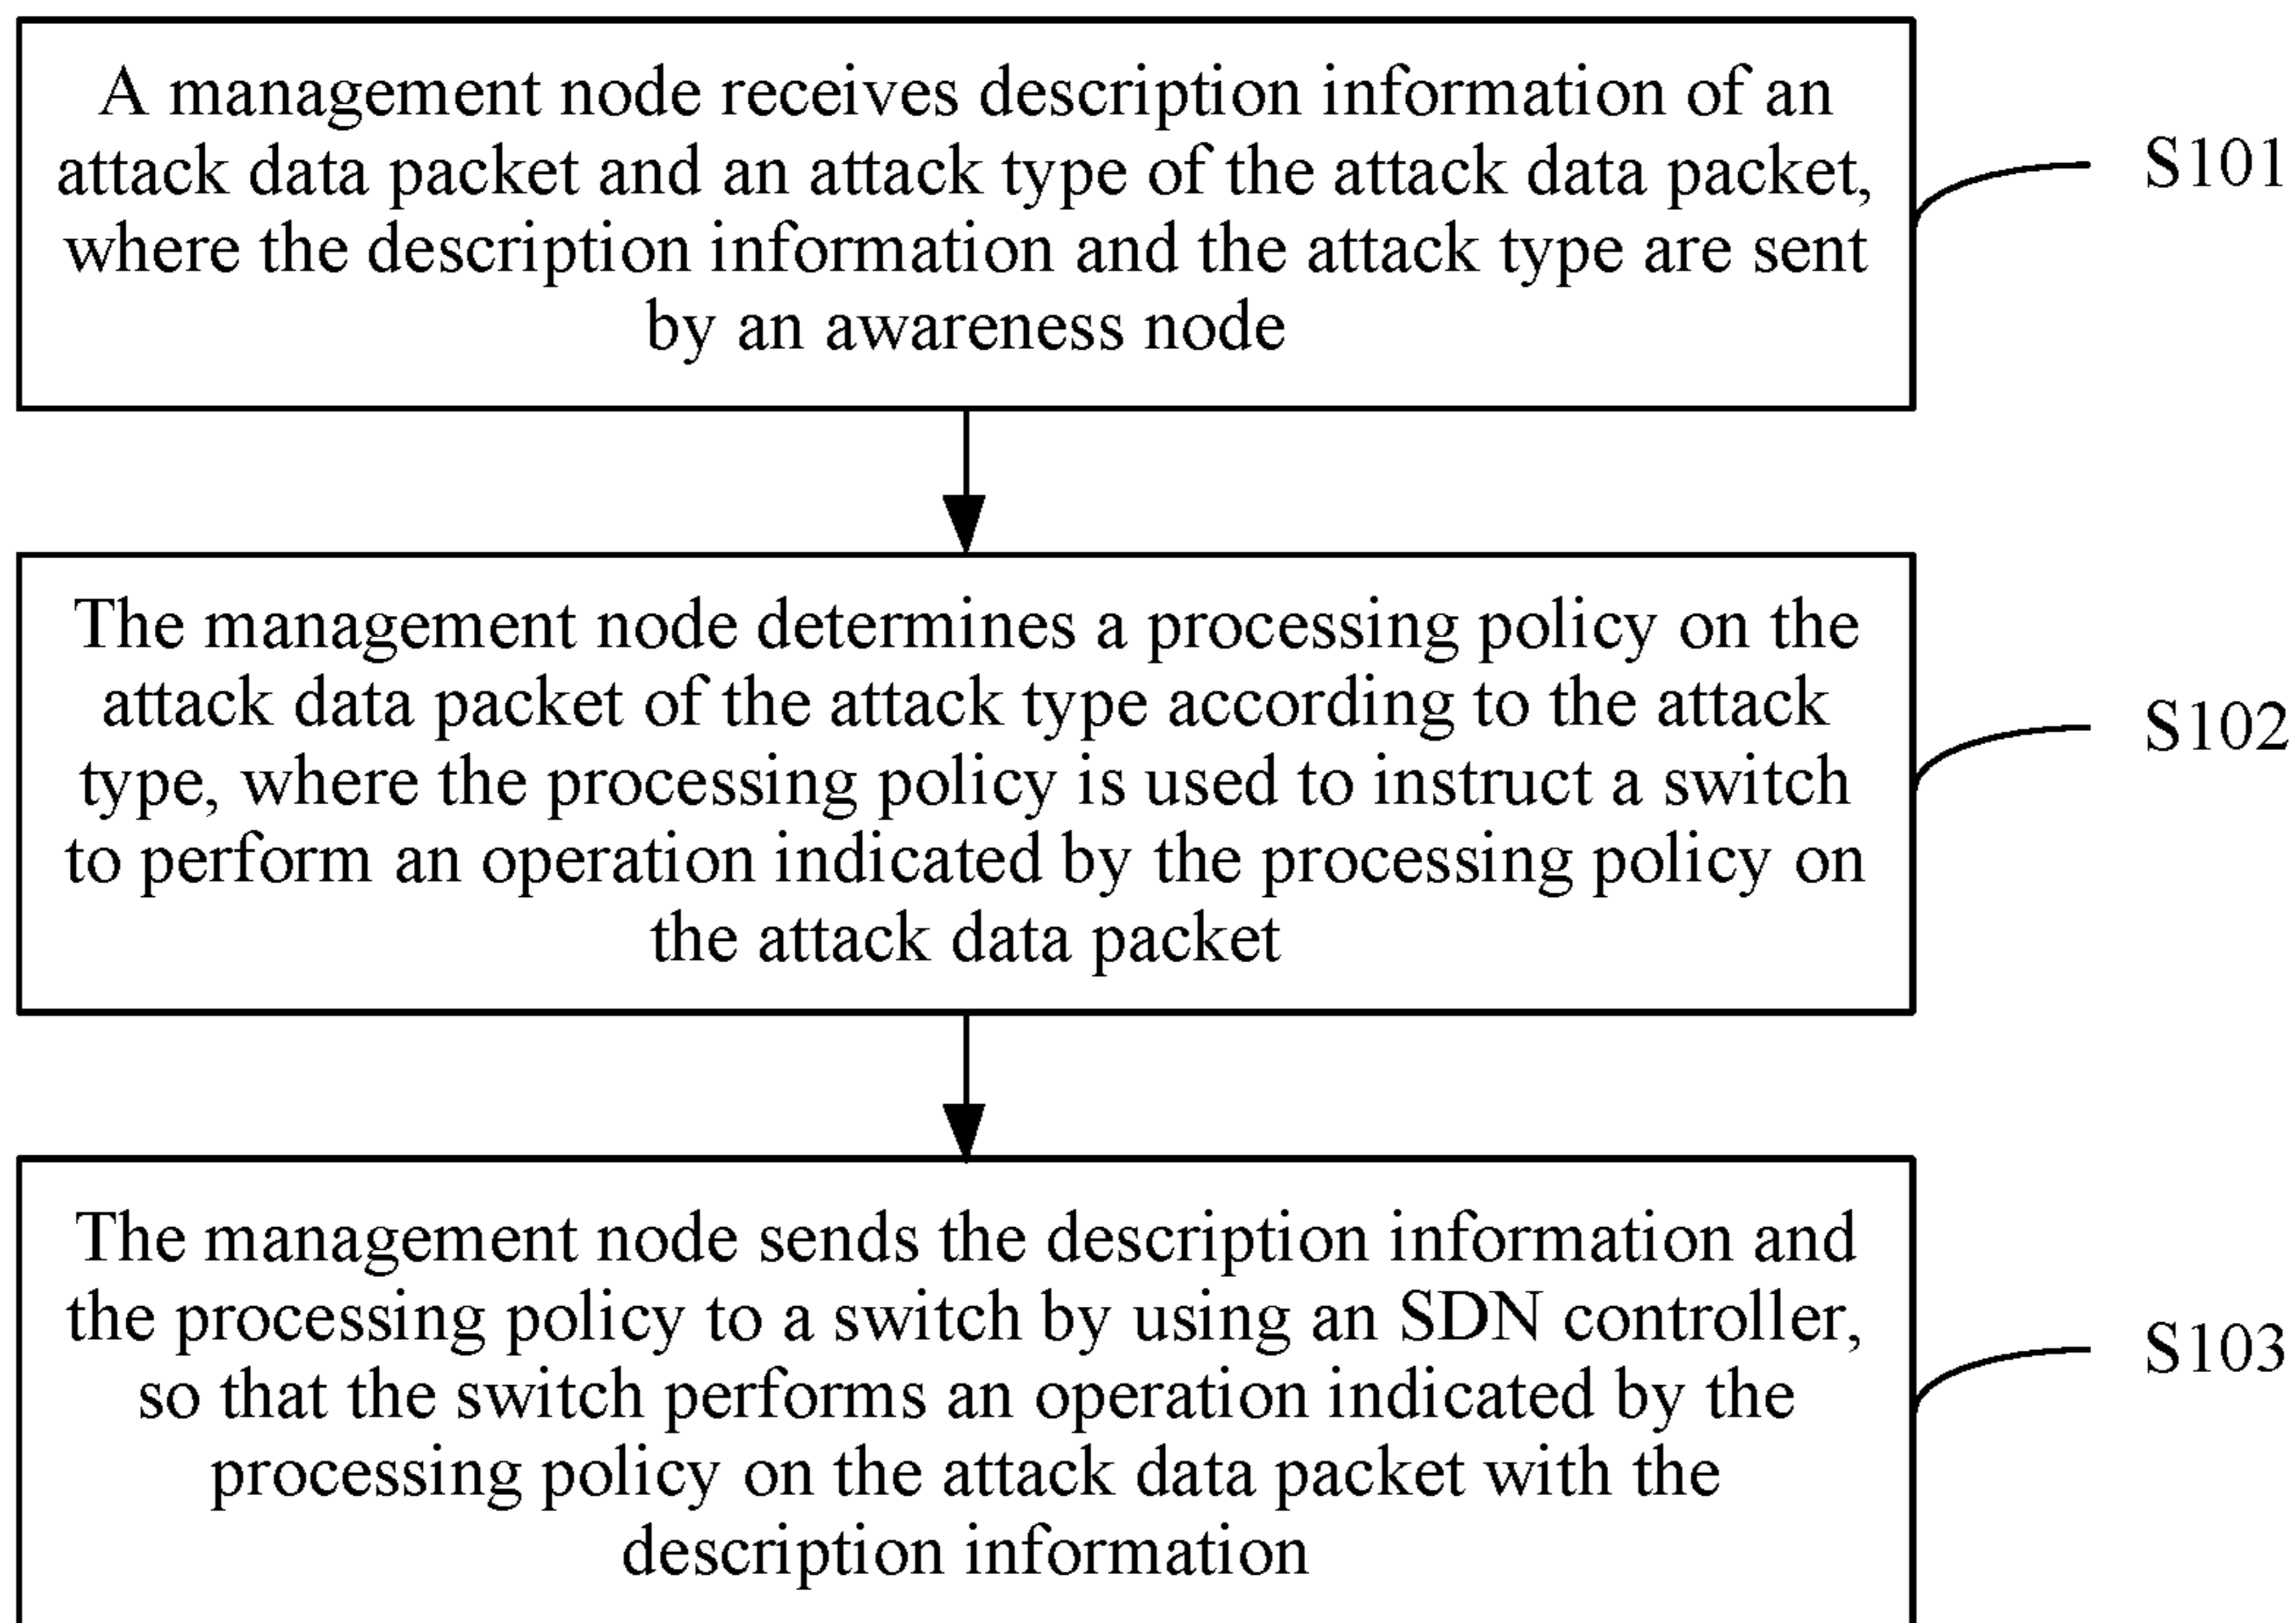 A management node receives description information of an
attack data packet and an attack type of the attack data packet,
where the description information and the attack type are sent
by an awareness node
S101
The management node determines a processing policy on the
attack data packet of the attack type according to the attack
type, where the processing policy is used to instruct a switch
to perform an operation indicated by the processing policy on
the attack data packet
S102
The management node sends the description information and
the processing policy to a switch by using an SDN controller,
so that the switch performs an operation indicated by the
processing policy on the attack data packet with the
description information
S103